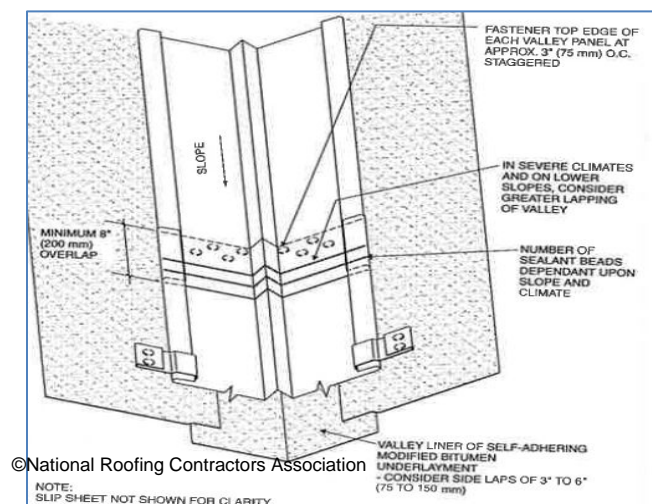 FASTENER TOP EDGE OF
EACH VALLEY PANEL AT
APPROX. 3" (75 mm) O.C.
STAGGERED
SLOPE
IN SEVERE CLIMATES
AND ON LOWER
SLOPES, CONSIDER
GREATER LAPPING
OF VALLEY
MINIMUM 8"
(200 mm)
OVERLAP
NUMBER OF
SEALANT BEADS
DEPENDANT UPON
SLOPE AND
CLIMATE
VALLEY LINER OF SELF-ADHERING
MODIFIED BITUMEN
UNDERLAYMENT
- CONSIDER SIDE LAPS OF 3" TO 6"
(75 TO 150 mm)
©National Roofing Contractors Association
NOTE:
SLIP SHEET NOT SHOWN FOR CLARITY